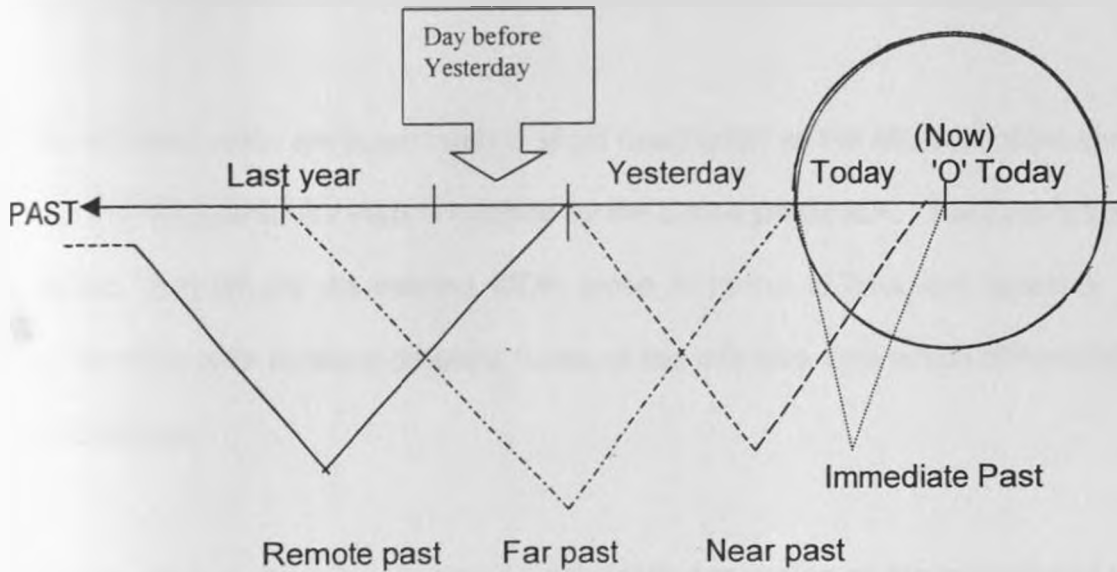 Day before
Yesterday
(Now)
Last year
Yesterday
Today
'O' Today
PAST
Immediate Past
Remote past
Far past
Near past